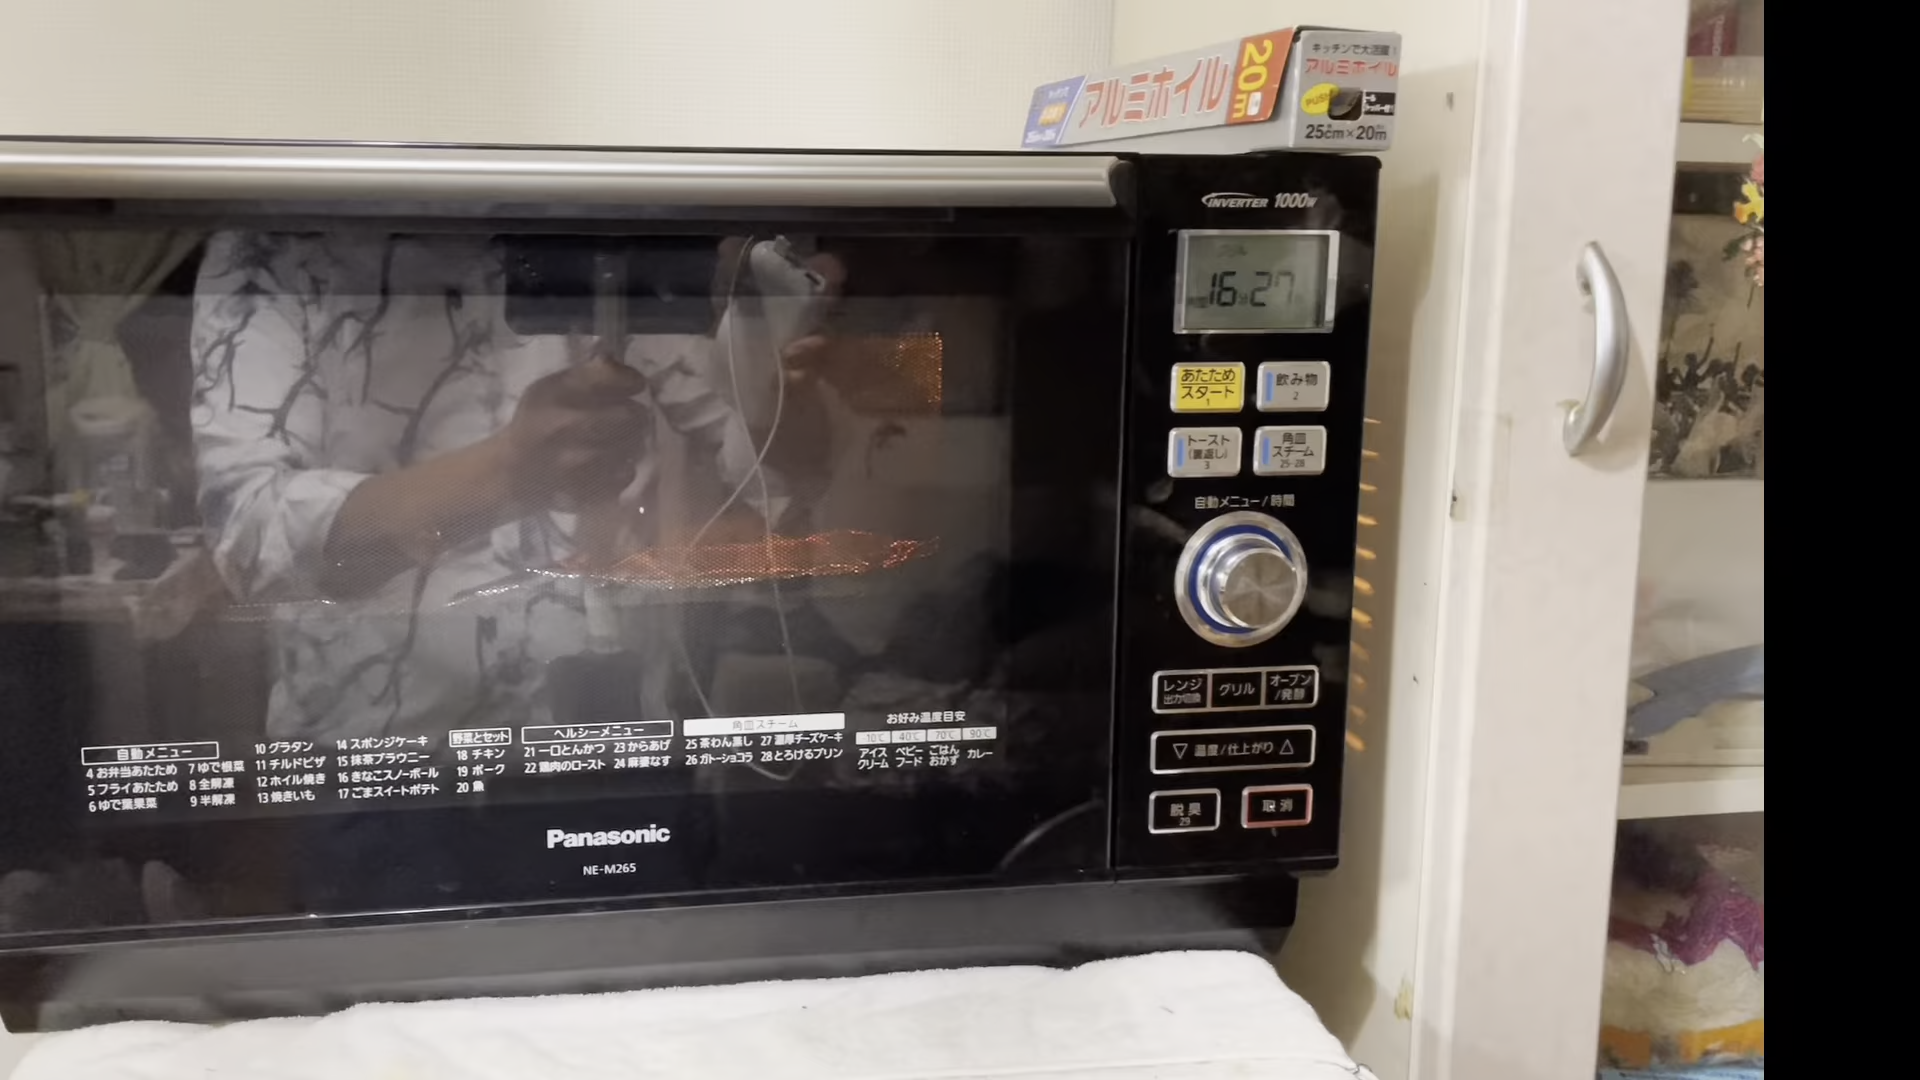 アルミホイル
20m
キッチンで大活躍!
アルミホイル
PUSH
25cm×20m
INVERTER 1000W
16分27
あたため
スタート
1
飲み物
2
トースト
(裏返し)
3
角皿
スチーム
25-28
自動メニュー/時間
レンジ
出力切換
グリル
オーブン
/発酵
▽ 温度/仕上がり △
脱臭
29
取消
自動メニュー
4 お弁当あたため
5 フライあたため
6 ゆで葉果菜
7 ゆで根菜
8 全解凍
9 半解凍
10 グラタン
11 チルドピザ
12 ホイル焼き
13 焼きいも
14 スポンジケーキ
15 抹茶ブラウニー
16 きなこスノーボール
17 ごまスイートポテト
野菜とセット
18 チキン
19 ポーク
20 魚
ヘルシーメニュー
21 一口とんかつ
22 鶏肉のロースト
23 からあげ
24 麻婆なす
角皿スチーム
25 茶わん蒸し
26 ガトーショコラ
27 濃厚チーズケーキ
28 とろけるプリン
お好み温度目安
10℃ 40℃ 70℃ 90℃
アイス
クリーム
ベビー
フード
ごはん
おかず
カレー
Panasonic
NE-M265